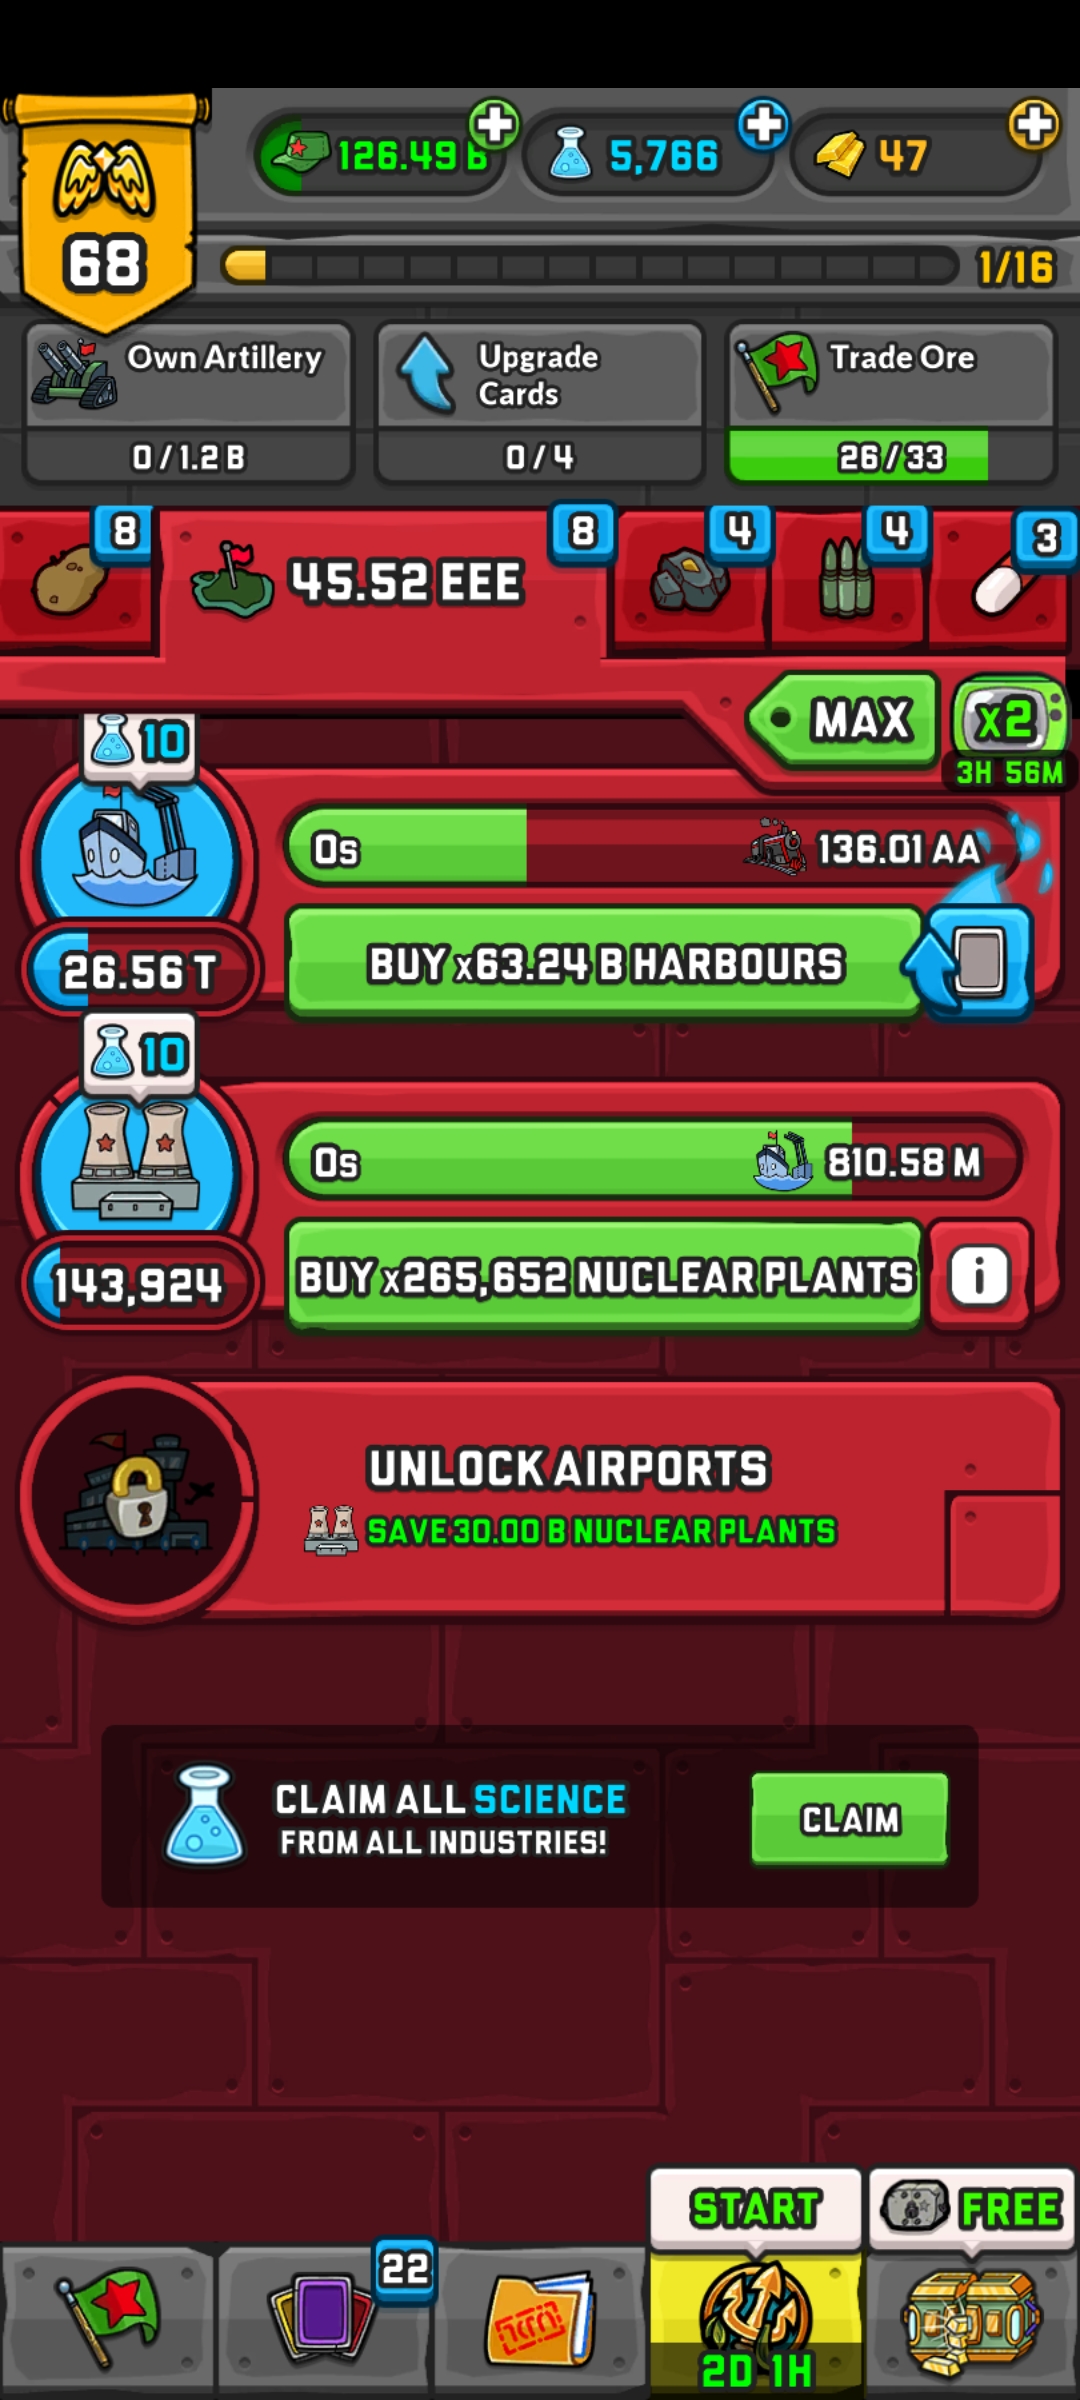 126.49 B
5,766
47
68
1/16
Own Artillery
0/1.2 B
Upgrade
Cards
0/4
Trade Ore
26/33
8
45.52 EEE
8
4
4
3
MAX
x2
3H 56M
10
0s
136.01 AA
26.56 T
BUY x63.24 B HARBOURS
10
0s
810.58 M
143,924
BUY x265,652 NUCLEAR PLANTS
i
UNLOCK AIRPORTS
SAVE 30.00 B NUCLEAR PLANTS
CLAIM ALL SCIENCE
FROM ALL INDUSTRIES!
CLAIM
START
FREE
22
2D 1H